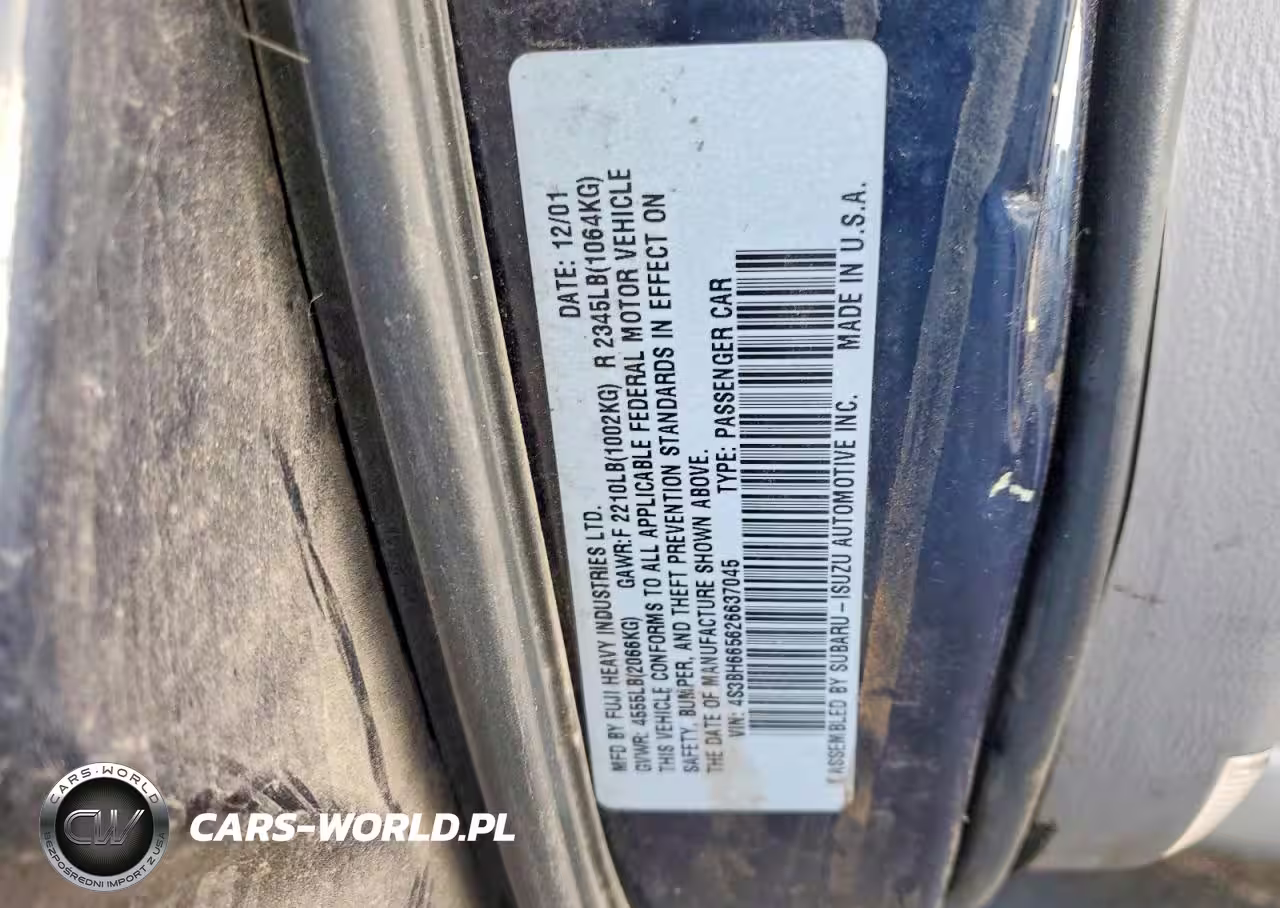 MFD BY FUJI HEAVY INDUSTRIES LTD. DATE: 12/01
GVWR: 4555LB(2066KG) GAWR:F 2210LB(1002KG) R 2345LB(1064KG)
THIS VEHICLE CONFORMS TO ALL APPLICABLE FEDERAL MOTOR VEHICLE
SAFETY, BUMPER, AND THEFT PREVENTION STANDARDS IN EFFECT ON
THE DATE OF MANUFACTURE SHOWN ABOVE.
VIN: 4S3BH665626637045 TYPE: PASSENGER CAR
ASSEMBLED BY SUBARU-ISUZU AUTOMOTIVE INC. MADE IN U.S.A.
CARS-WORLD
CW
BEZPOŚREDNI IMPORT Z USA
CARS-WORLD.PL